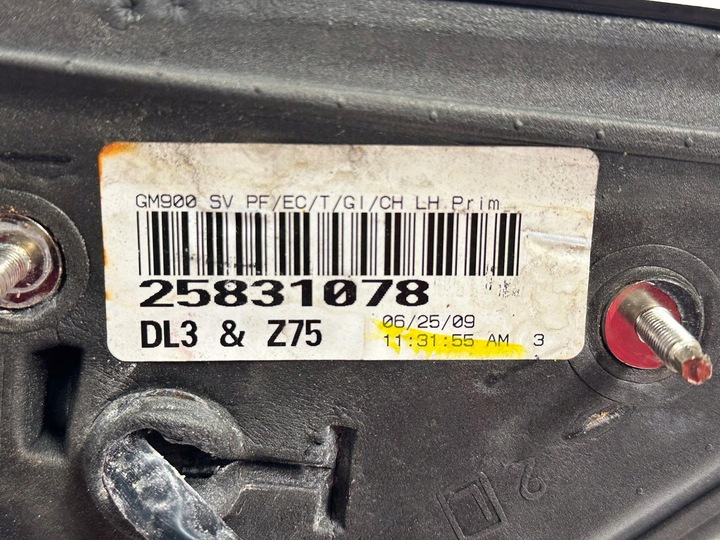 GM900 SV PF/EC/T/GI/CH LH Prim
25831078
DL3 & Z75
06/25/09
11:31:55 AM 3
2